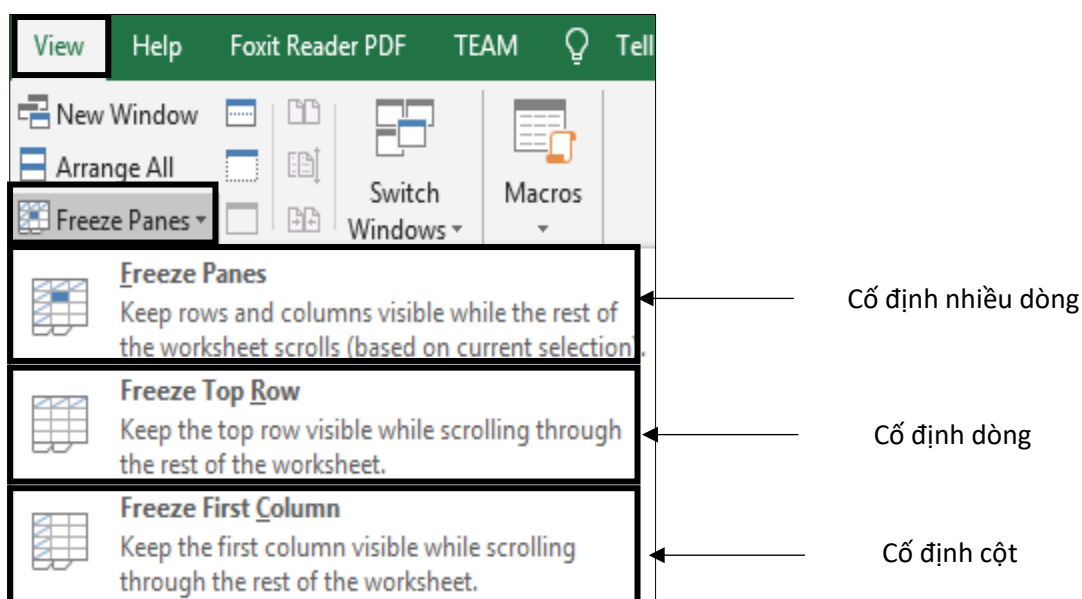 View Help Foxit Reader PDF TEAM Tell
New Window
Arrange All
Freeze Panes
Switch
Windows
Macros
Freeze Panes
Keep rows and columns visible while the rest of
the worksheet scrolls (based on current selection).
Cố định nhiều dòng
Freeze Top Row
Keep the top row visible while scrolling through
the rest of the worksheet.
Cố định dòng
Freeze First Column
Keep the first column visible while scrolling
through the rest of the worksheet.
Cố định cột